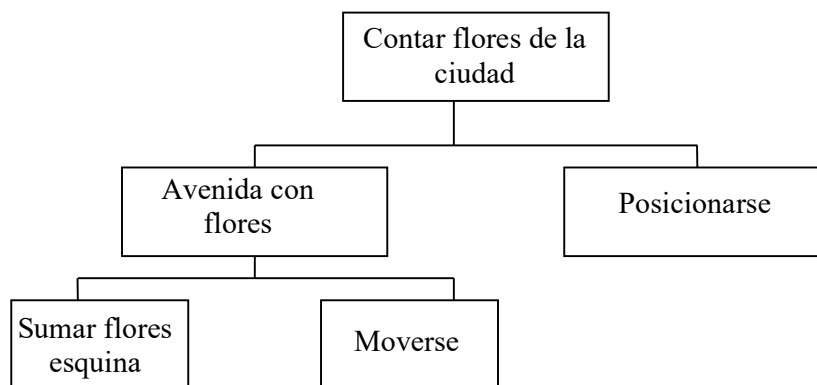 Contar flores de la
ciudad
Avenida con
flores
Posicionarse
Sumar flores
esquina
Moverse